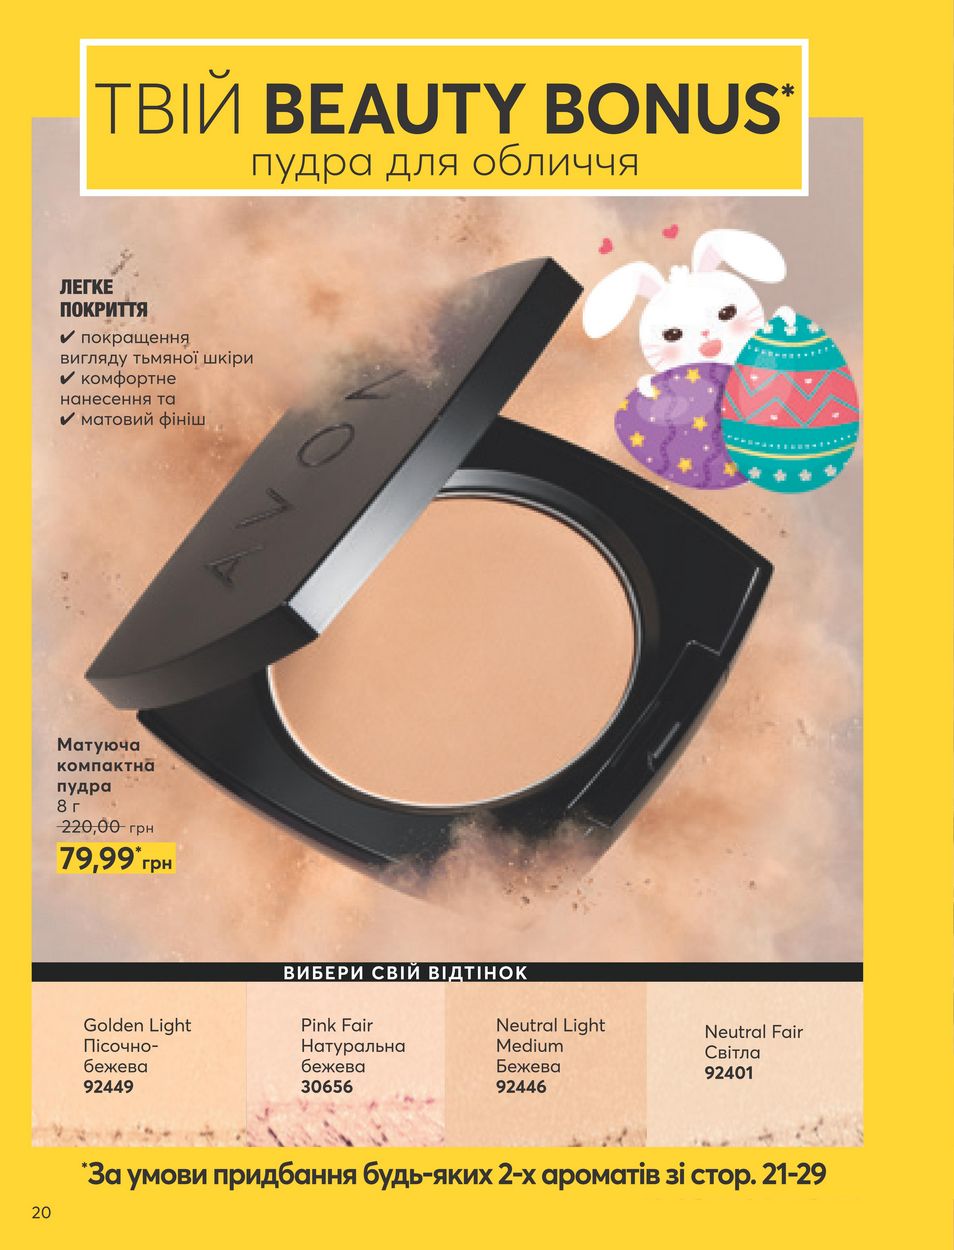 ТВІЙ BEAUTY BONUS*
пудра для обличчя
ЛЕГКЕ
ПОКРИТТЯ
✔ покращення
вигляду тьмяної шкіри
✔ комфортне
нанесення та
✔ матовий фініш
AVON
Матуюча
компактна
пудра
8 г
220,00 грн
79,99*грн
ВИБЕРИ СВІЙ ВІДТІНОК
Golden Light
Пісочно-
бежева
92449
Pink Fair
Натуральна
бежева
30656
Neutral Light
Medium
Бежева
92446
Neutral Fair
Світла
92401
*За умови придбання будь-яких 2-х ароматів зі стор. 21-29
20